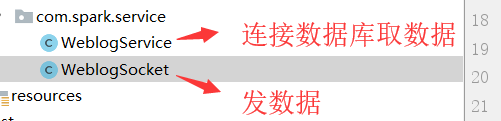 com.spark.service
18
WeblogService
连接数据库取数据
19
WeblogSocket
20
resources
发数据
21